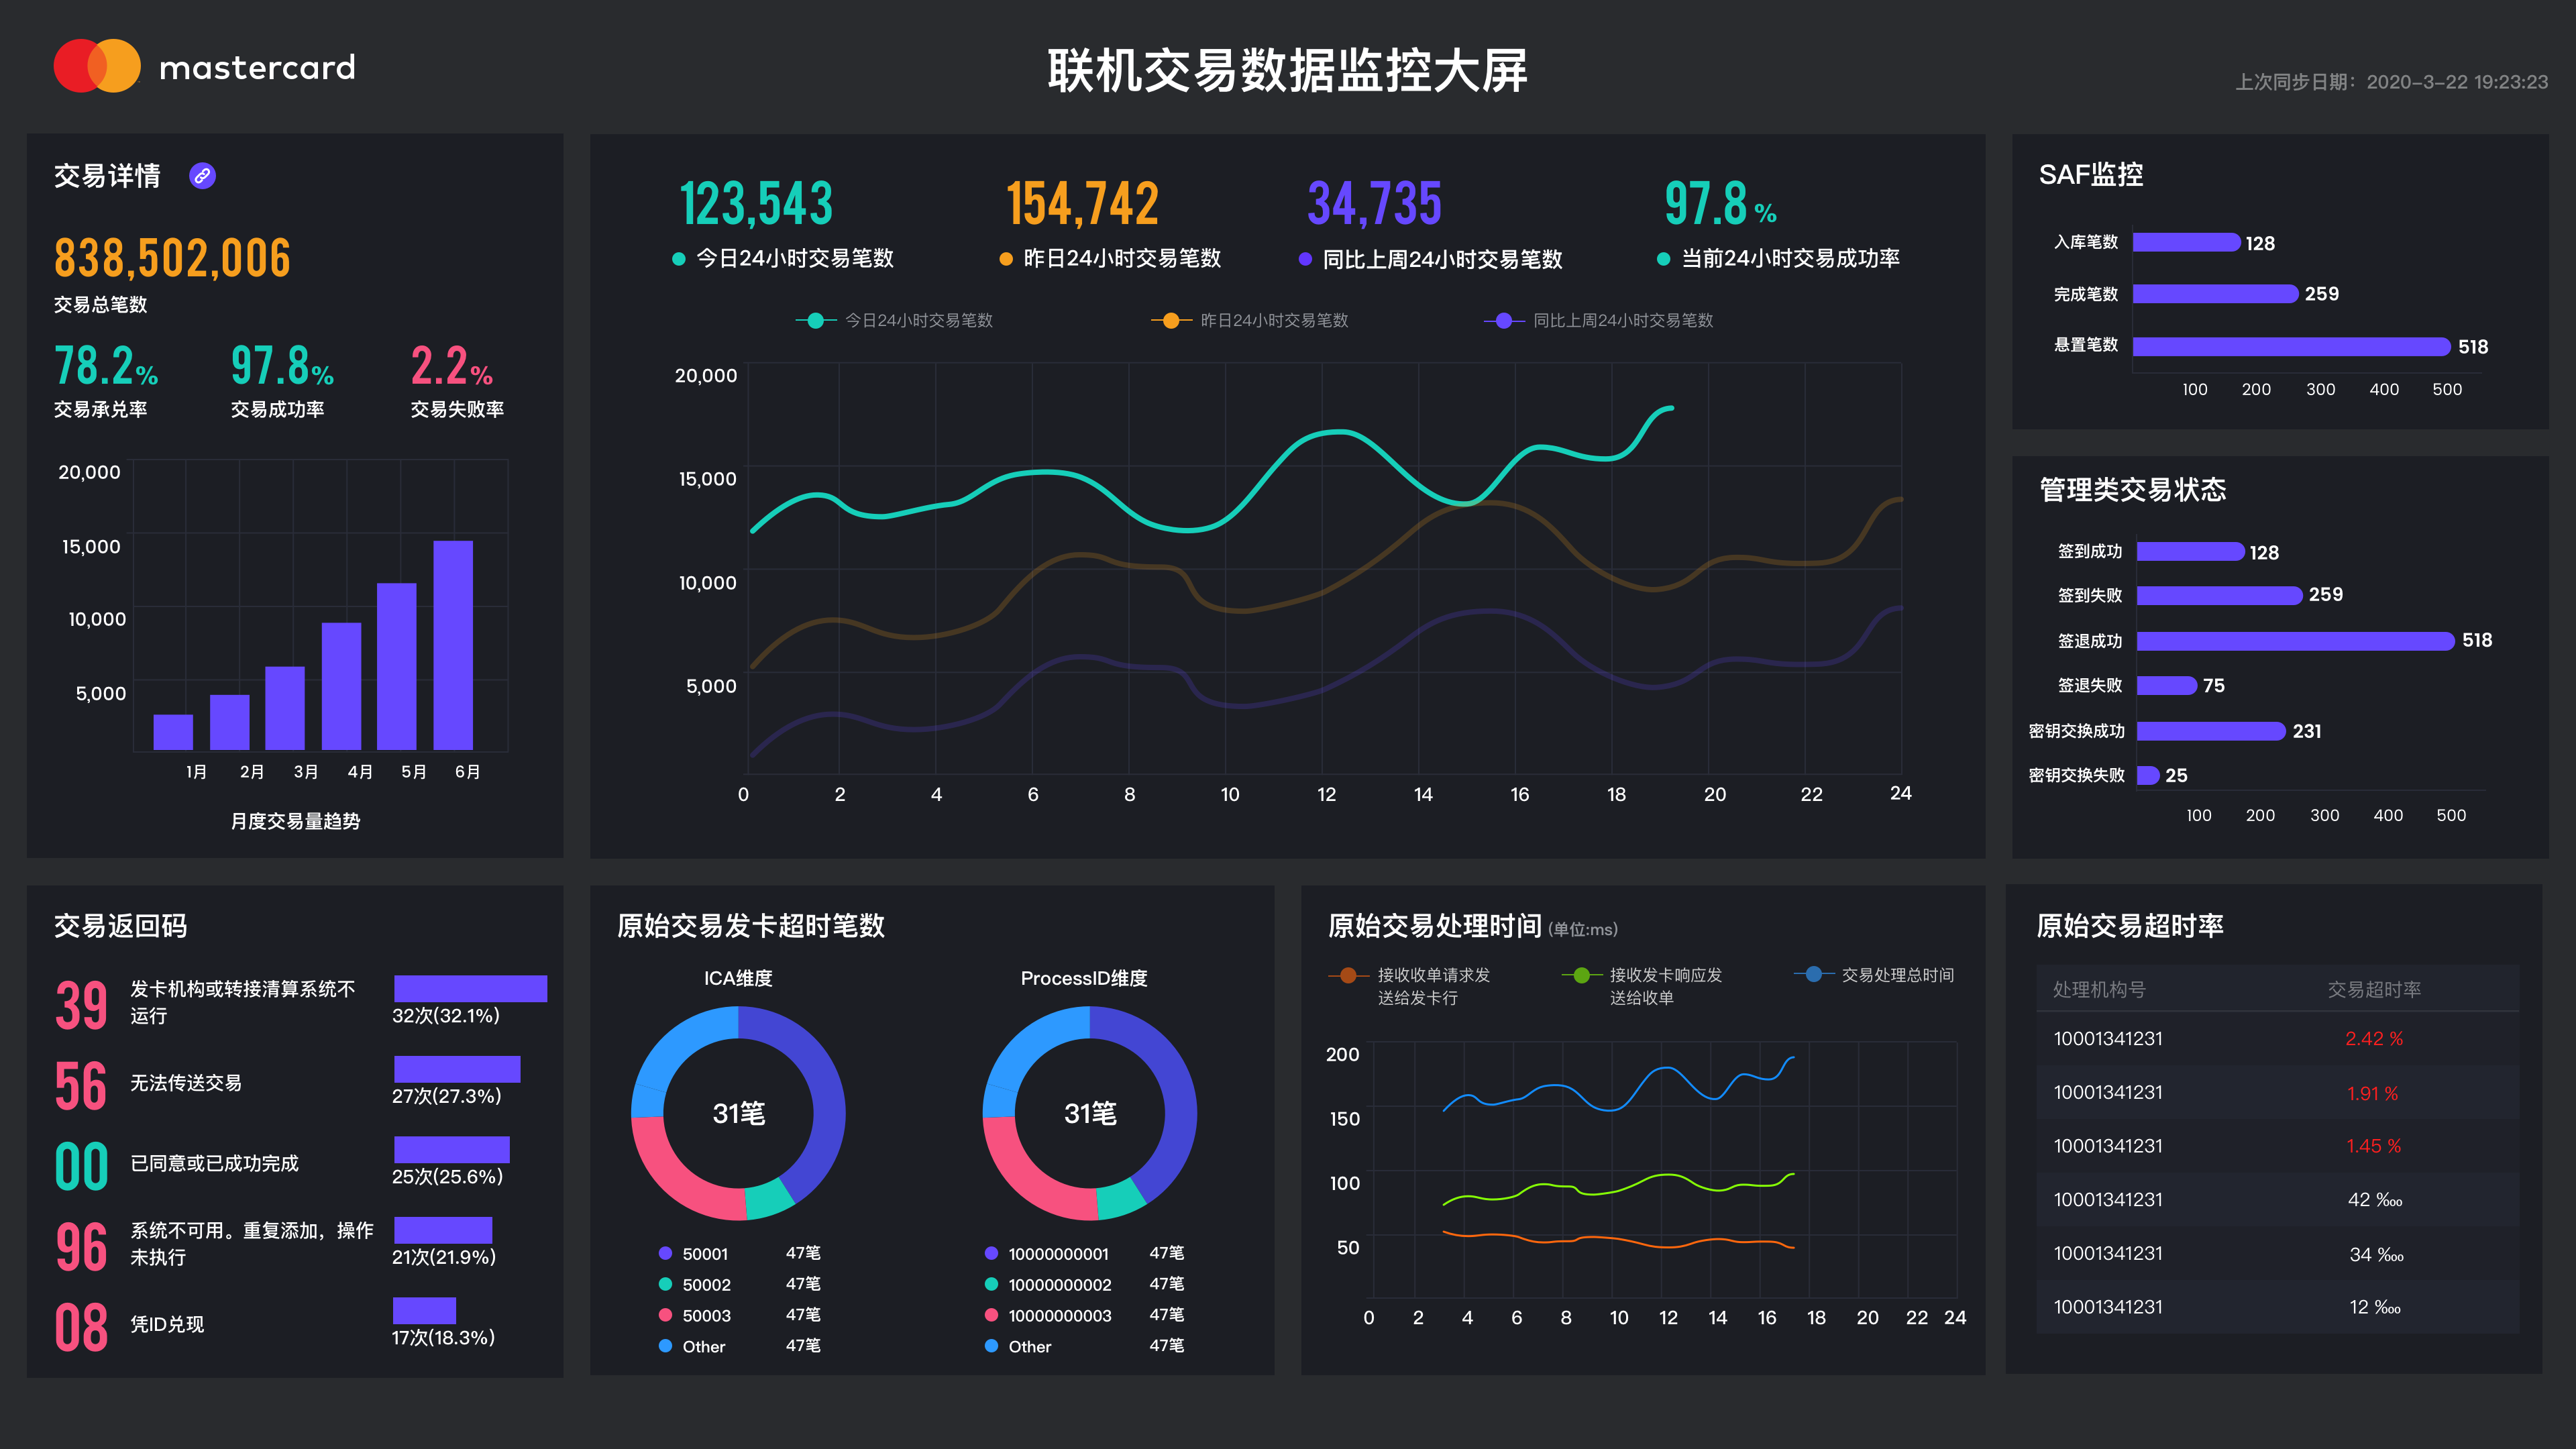 mastercard
联机交易数据监控大屏
上次同步日期：2020-3-22 19:23:23
交易详情
838,502,006
交易总笔数
78.2% 97.8% 2.2%
交易承兑率 交易成功率 交易失败率
20,000
15,000
10,000
5,000
1月 2月 3月 4月 5月 6月
月度交易量趋势
123,543 154,742 34,735 97.8 %
今日24小时交易笔数 昨日24小时交易笔数 同比上周24小时交易笔数 当前24小时交易成功率
今日24小时交易笔数 昨日24小时交易笔数 同比上周24小时交易笔数
20,000
15,000
10,000
5,000
0 2 4 6 8 10 12 14 16 18 20 22 24
SAF监控
入库笔数 128
完成笔数 259
悬置笔数 518
100 200 300 400 500
管理类交易状态
签到成功 128
签到失败 259
签退成功 518
签退失败 75
密钥交换成功 231
密钥交换失败 25
100 200 300 400 500
交易返回码
39 发卡机构或转接清算系统不
运行
32次(32.1%)
56 无法传送交易
27次(27.3%)
00 已同意或已成功完成
25次(25.6%)
96 系统不可用。重复添加，操作
未执行
21次(21.9%)
08 凭ID兑现
17次(18.3%)
原始交易发卡超时笔数
ICA维度
31笔
50001 47笔
50002 47笔
50003 47笔
Other 47笔
ProcessID维度
31笔
10000000001 47笔
10000000002 47笔
10000000003 47笔
Other 47笔
原始交易处理时间 (单位:ms)
接收收单请求发
送给发卡行
接收发卡响应发
送给收单
交易处理总时间
200
150
100
50
0 2 4 6 8 10 12 14 16 18 20 22 24
原始交易超时率
处理机构号 交易超时率
10001341231 2.42 %
10001341231 1.91 %
10001341231 1.45 %
10001341231 42 ‱
10001341231 34 ‱
10001341231 12 ‱